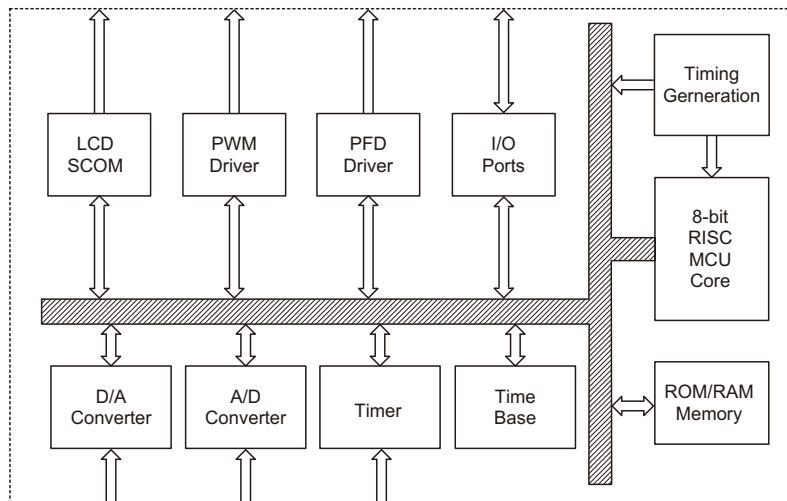 LCD
SCOM
PWM
Driver
PFD
Driver
I/O
Ports
Timing
Gerneration
8-bit
RISC
MCU
Core
D/A
Converter
A/D
Converter
Timer
Time
Base
ROM/RAM
Memory